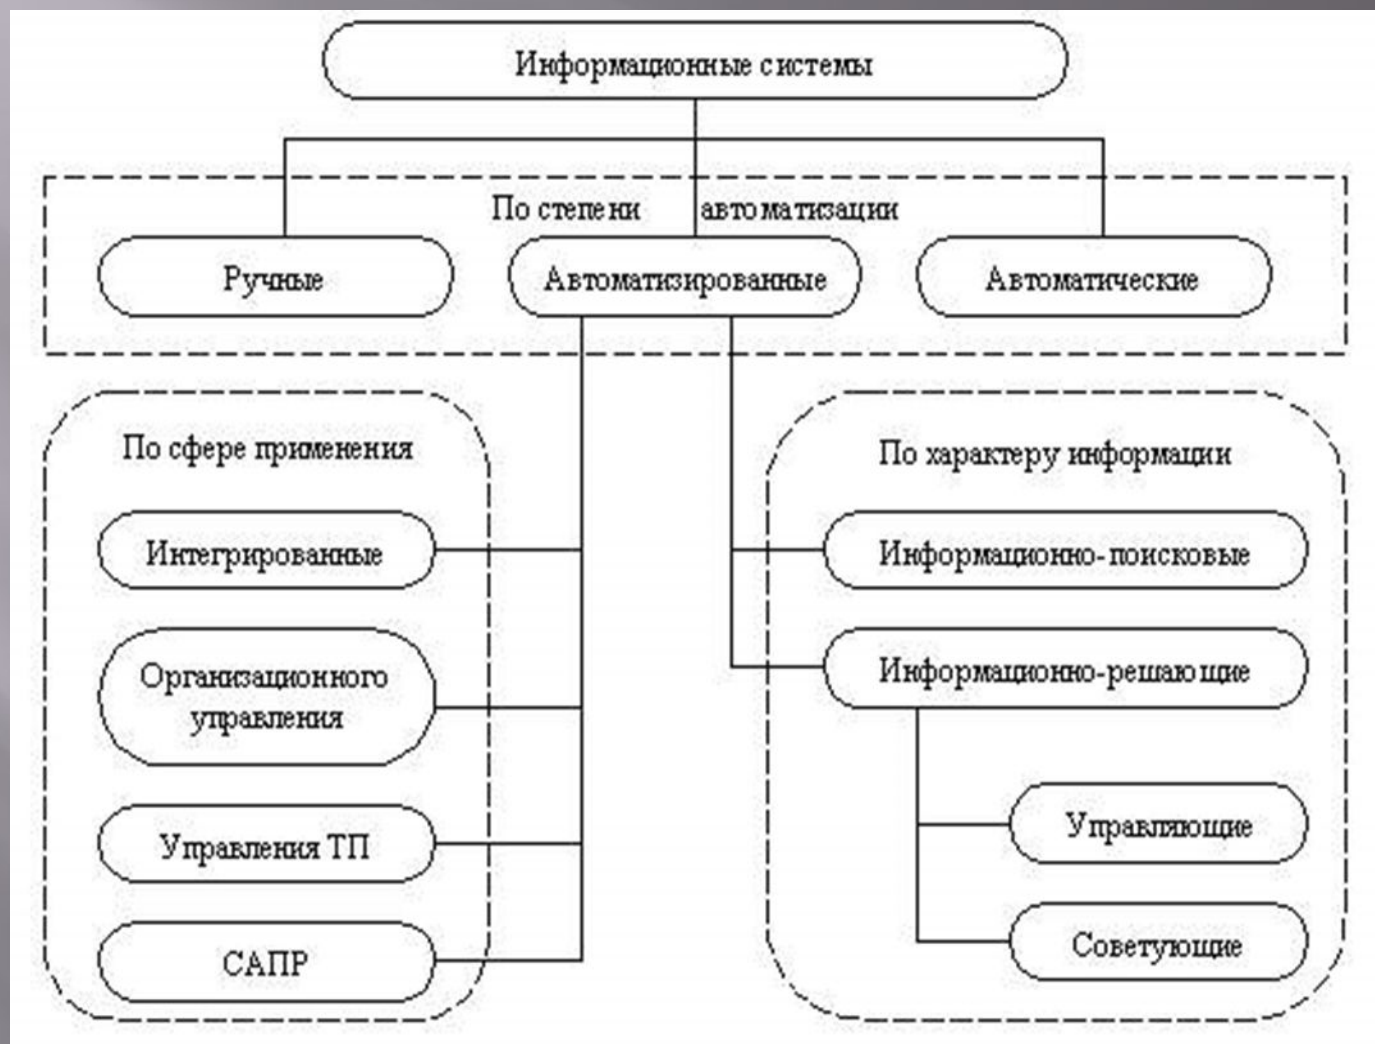 Информационные системы
По степени автоматизации
Ручные
Автоматизированные
Автоматические
По сфере применения
Интегрированные
Организационного
управления
Управления ТП
САПР
По характеру информации
Информационно-поисковые
Информационно-решающие
Управляющие
Советующие